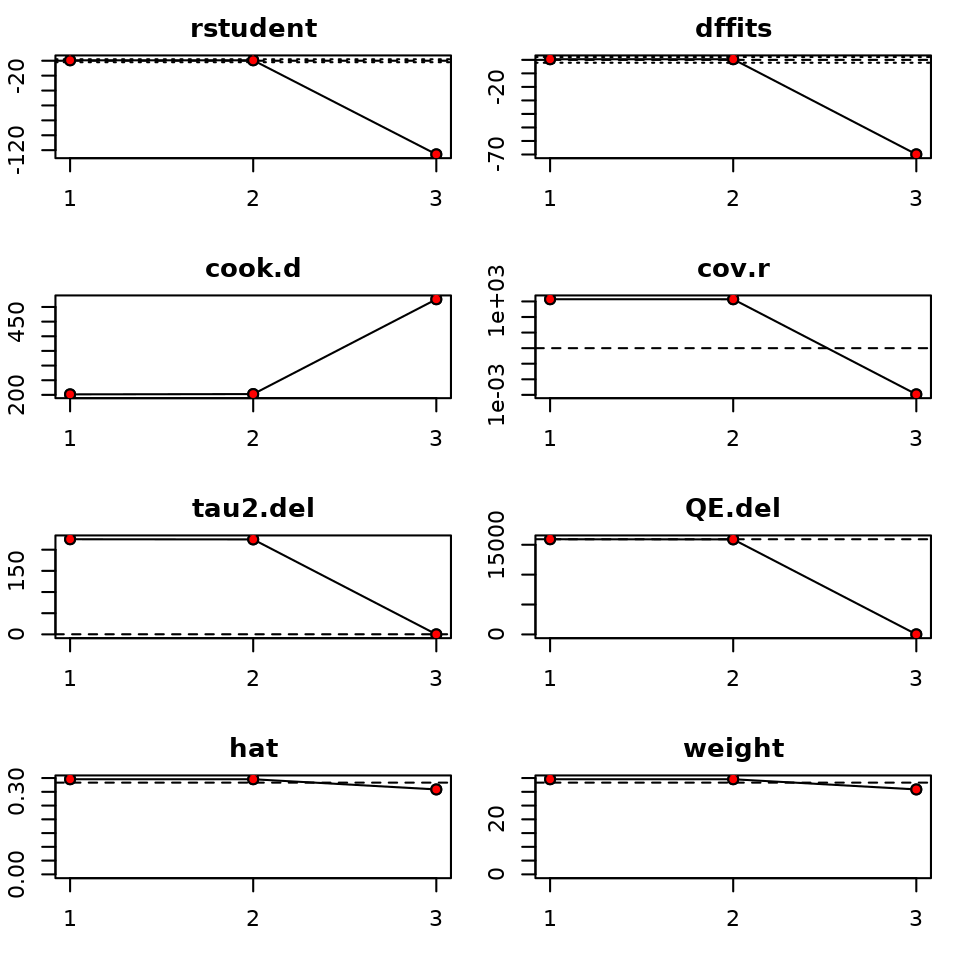 rstudent
-20
-120
1 2 3
dffits
-20
-70
1 2 3
cook.d
450
200
1 2 3
cov.r
1e+03
1e-03
1 2 3
tau2.del
150
0
1 2 3
QE.del
15000
0
1 2 3
hat
0.30
0.00
1 2 3
weight
20
0
1 2 3